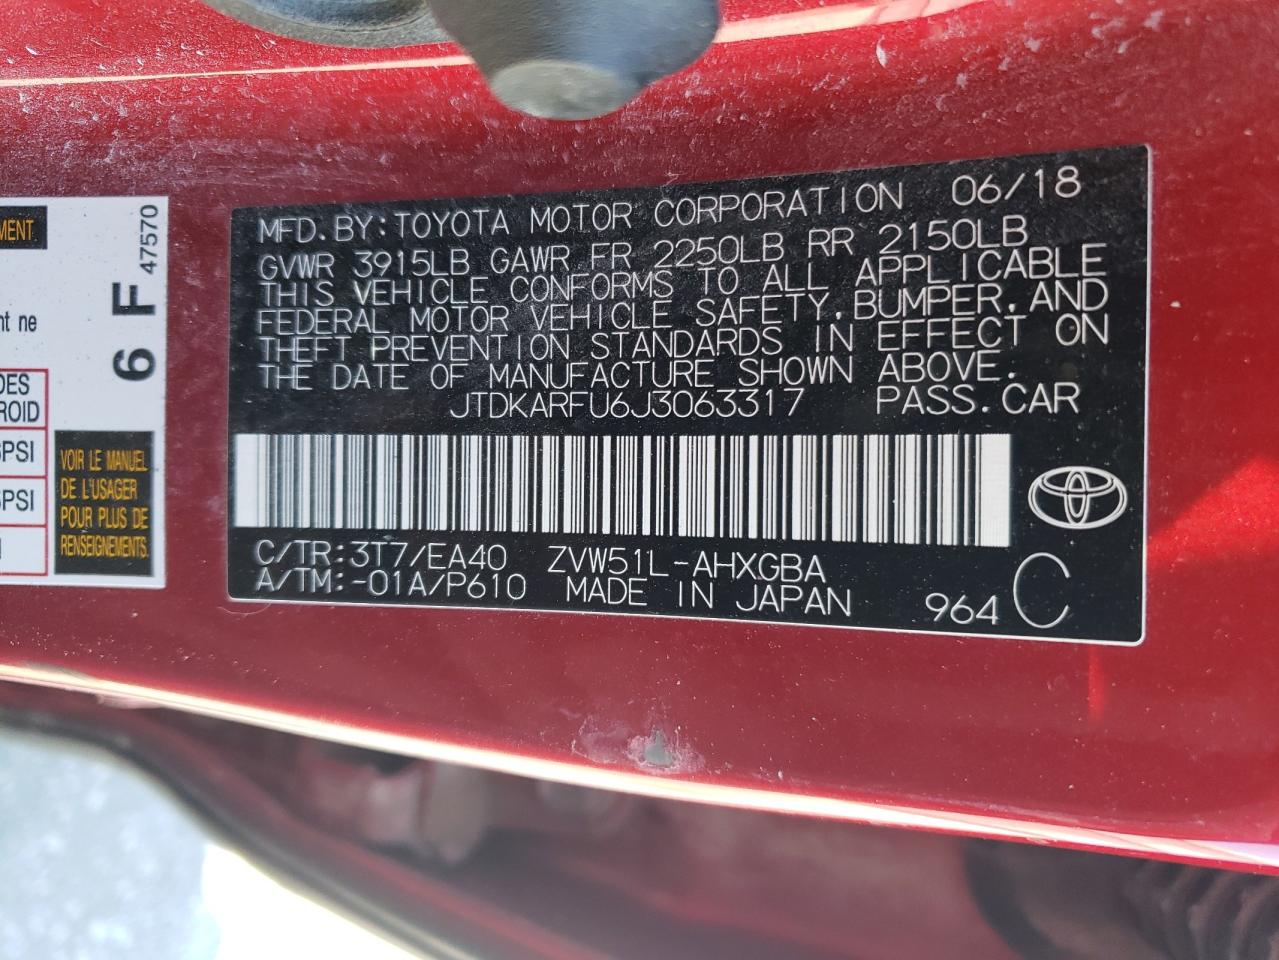 MFD.BY:TOYOTA MOTOR CORPORATION 06/18
GVWR 3915LB GAWR FR 2250LB RR 2150LB
THIS VEHICLE CONFORMS TO ALL APPLICABLE
FEDERAL MOTOR VEHICLE SAFETY,BUMPER,AND
THEFT PREVENTION STANDARDS IN EFFECT ON
THE DATE OF MANUFACTURE SHOWN ABOVE.
JTDKARFU6J3063317 PASS.CAR
C/TR:3T7/EA40 ZVW51L-AHXGBA
A/TM:-01A/P610 MADE IN JAPAN 964 C
ne
PSI
PSI
VOIR LE MANUEL
DE L'USAGER
POUR PLUS DE
RENSEIGNEMENTS.
6 F 47570